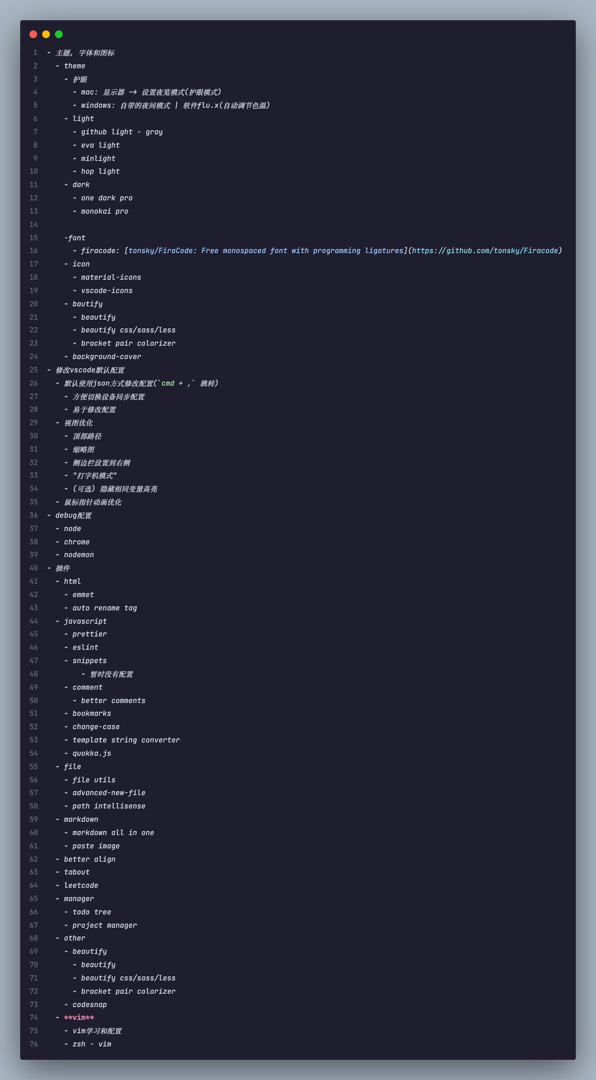 1 - 主题, 字体和图标
2   - theme
3     - 护眼
4       - mac: 显示器 -> 设置夜览模式(护眼模式)
5       - windows: 自带的夜间模式 | 软件flu.x(自动调节色温)
6     - light
7       - github light - gray
8       - eva light
9       - minlight
10       - hop light
11     - dark
12       - one dark pro
13       - monokai pro
14
15     -font
16       - firacode: [tonsky/FiraCode: Free monospaced font with programming ligatures](https://github.com/tonsky/Firacode)
17     - icon
18       - material-icons
19       - vscode-icons
20     - bautify
21       - beautify
22       - beautify css/sass/less
23       - bracket pair colorizer
24     - background-cover
25 - 修改vscode默认配置
26   - 默认使用json方式修改配置(`cmd + ,` 跳转)
27     - 方便切换设备同步配置
28     - 易于修改配置
29   - 视图优化
30     - 顶部路径
31     - 缩略图
32     - 侧边栏设置到右侧
33     - "打字机模式"
34     - (可选) 隐藏相同变量高亮
35   - 鼠标指针动画优化
36 - debug配置
37   - node
38   - chrome
39   - nodemon
40 - 插件
41   - html
42     - emmet
43     - auto rename tag
44   - javascript
45     - prettier
46     - eslint
47     - snippets
48         - 暂时没有配置
49     - comment
50       - better comments
51     - bookmarks
52     - change-case
53     - template string converter
54     - quokka.js
55   - file
56     - file utils
57     - advanced-new-file
58     - path intellisense
59   - markdown
60     - markdown all in one
61     - paste image
62   - better align
63   - tabout
64   - leetcode
65   - manager
66     - todo tree
67     - project manager
68   - other
69     - beautify
70       - beautify
71       - beautify css/sass/less
72       - bracket pair colorizer
73     - codesnap
74   - **vim**
75     - vim学习和配置
76     - zsh - vim